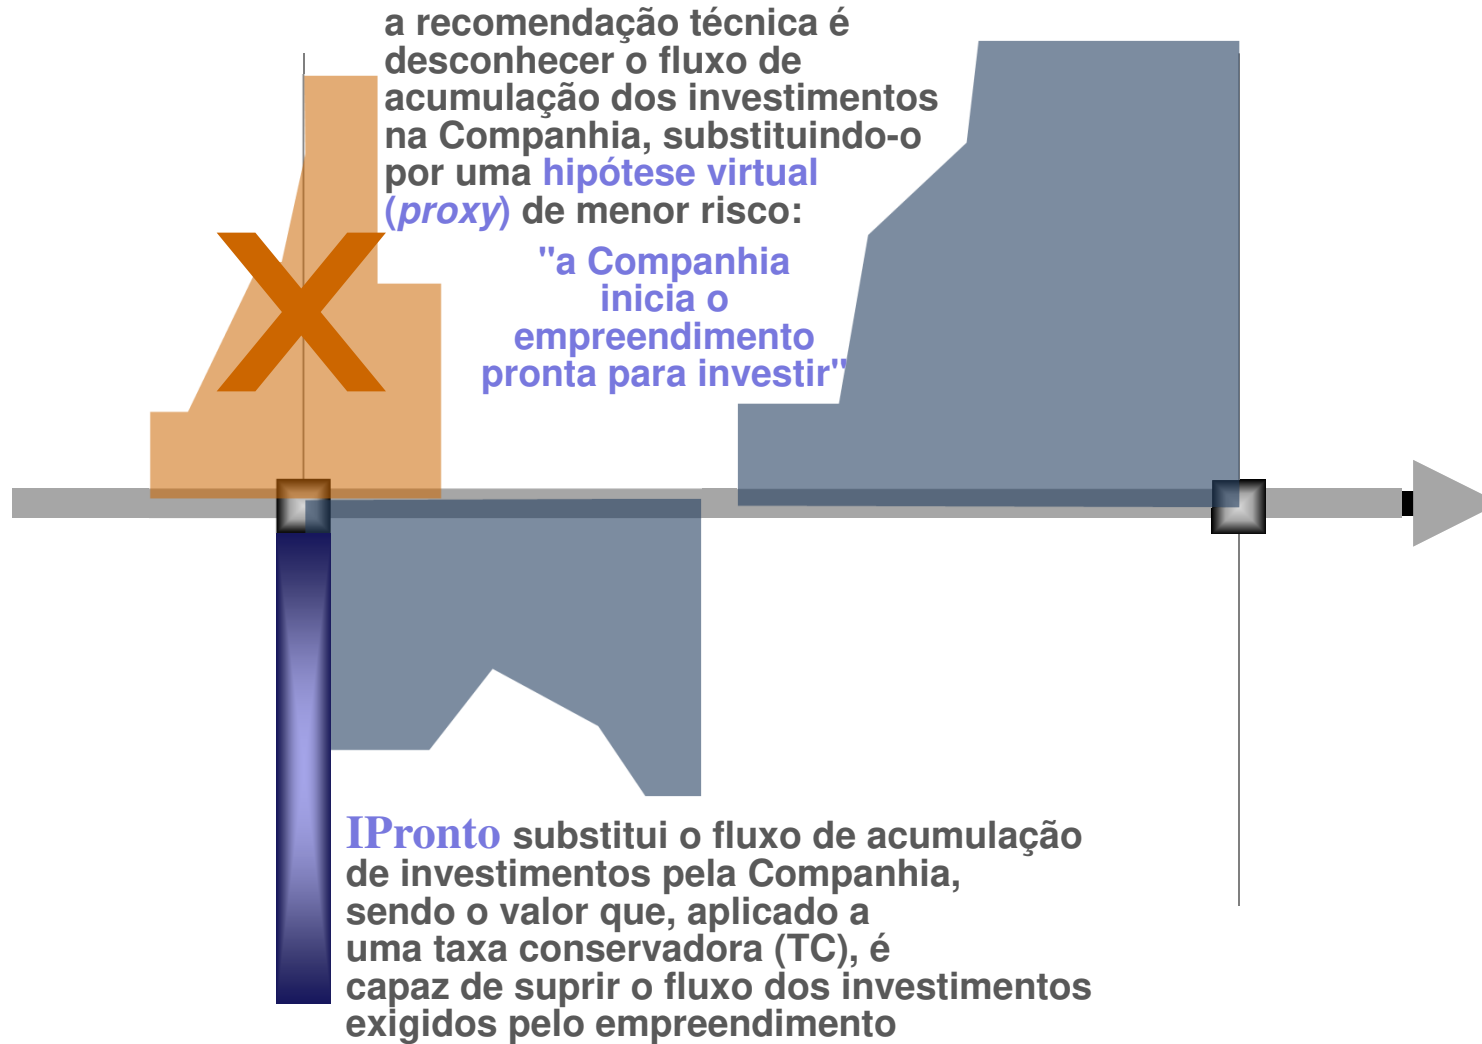 a recomendação técnica é
desconhecer o fluxo de
acumulação dos investimentos
na Companhia, substituindo-o
por uma hipótese virtual
(proxy) de menor risco:
"a Companhia
inicia o
empreendimento
pronta para investir"
X
IPronto substitui o fluxo de acumulação
de investimentos pela Companhia,
sendo o valor que, aplicado a
uma taxa conservadora (TC), é
capaz de suprir o fluxo dos investimentos
exigidos pelo empreendimento